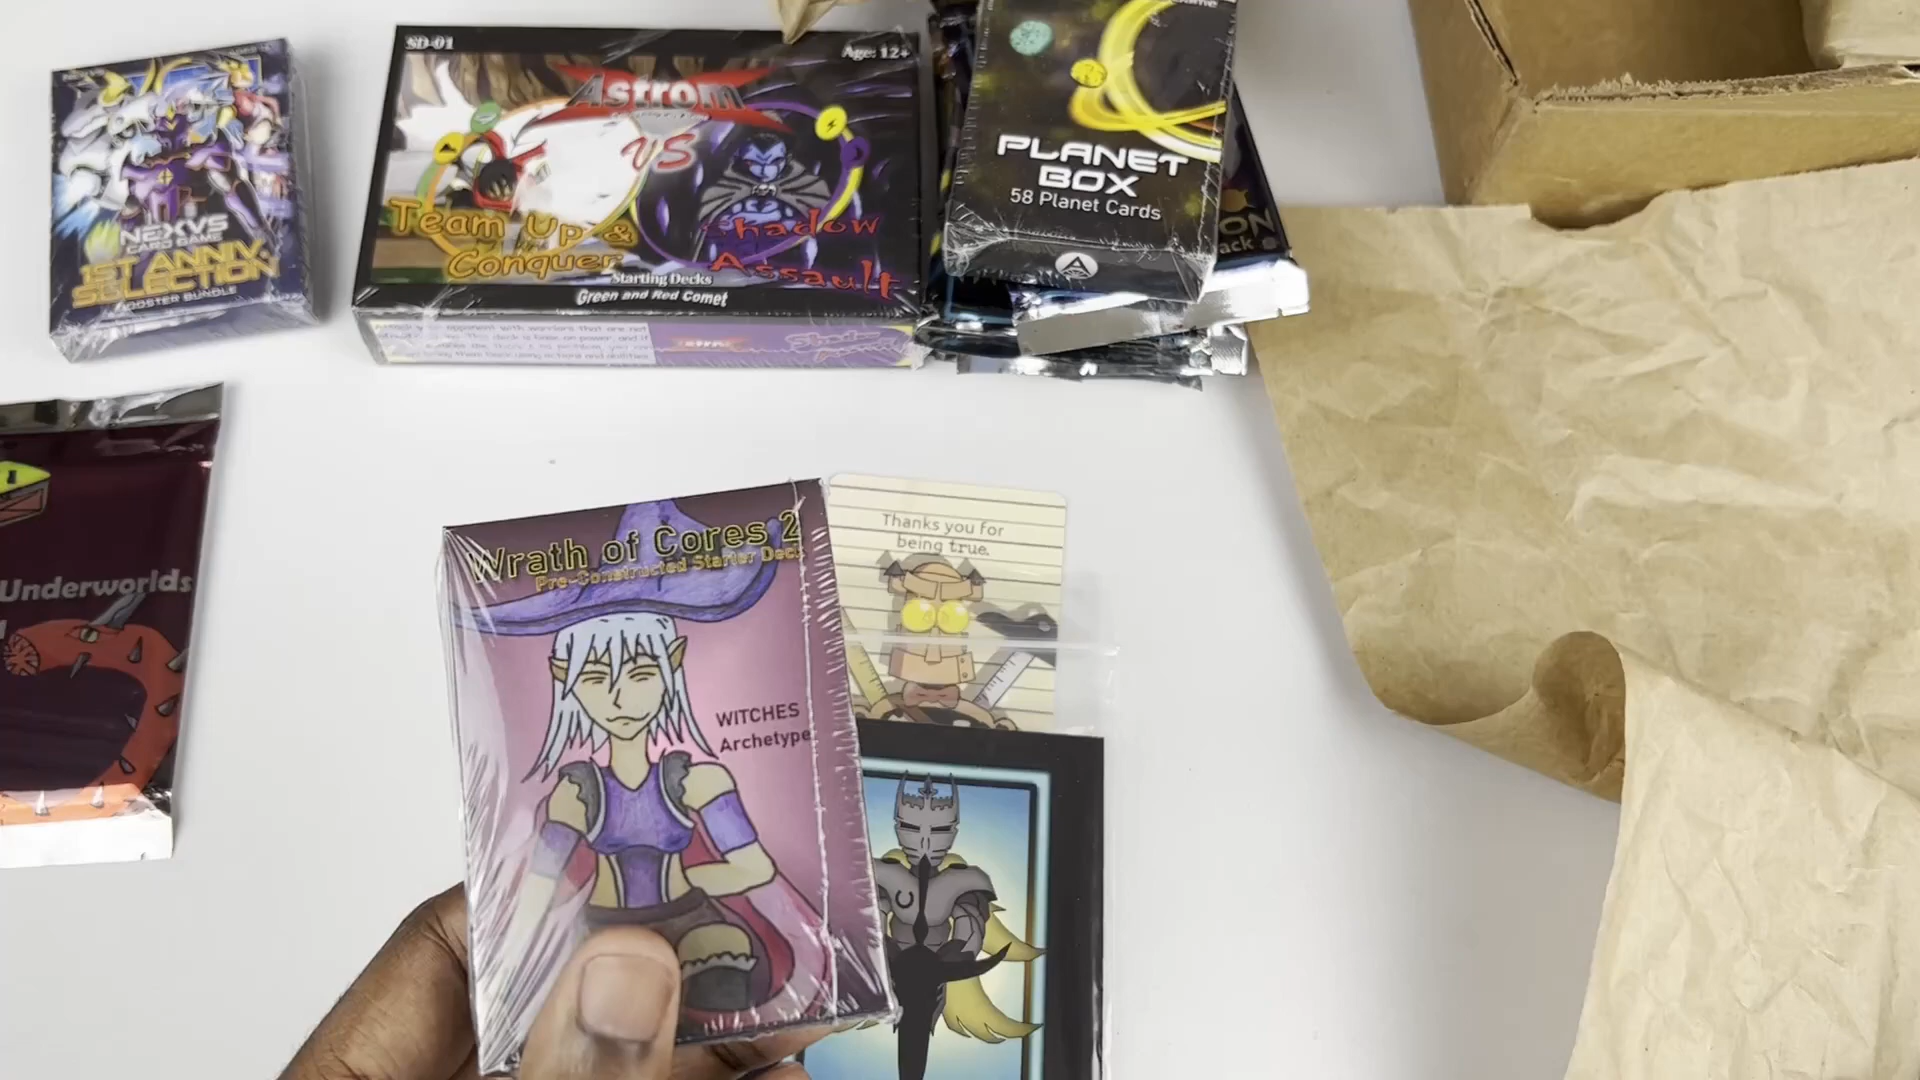 NEXVS
CARD GAME
1ST ANNIV.
SELECTION
BOOSTER BUNDLE
SD-01
Age: 12+
Astrom
VS
Team Up &
Conquer
Shadow
Assault
Starting Decks
Green and Red Comet
PLANET
BOX
58 Planet Cards
Underworlds
Wrath of Cores 2
Pre-Constructed Starter Deck
WITCHES
Archetype
Thanks you for
being true.